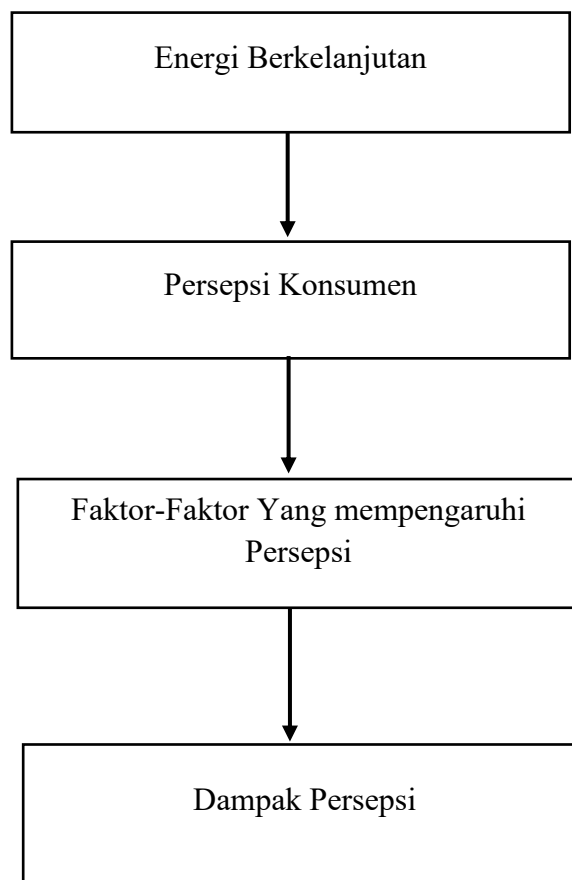 Energi Berkelanjutan
Persepsi Konsumen
Faktor-Faktor Yang mempengaruhi
Persepsi
Dampak Persepsi